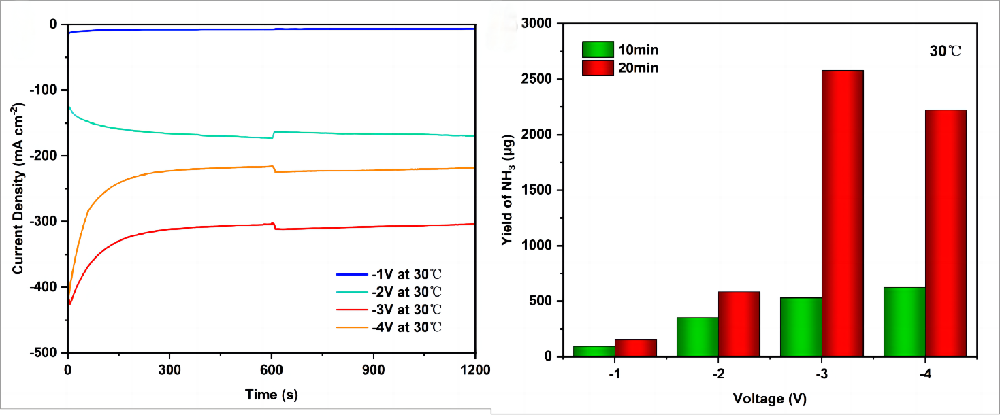 0
-100
-200
-300
-400
-500
Current Density (mA cm-2)
-1V at 30℃
-2V at 30℃
-3V at 30℃
-4V at 30℃
0 300 600 900 1200
Time (s)
3000
2500
2000
1500
1000
500
0
Yield of NH3 (μg)
10min
20min
30℃
-1 -2 -3 -4
Voltage (V)